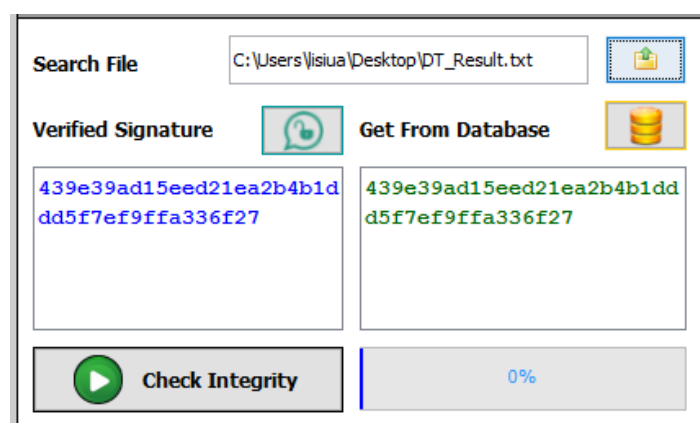 Search File
C:\Users\lisiua\Desktop\DT_Result.txt
Verified Signature
Get From Database
439e39ad15eed21ea2b4b1d
dd5f7ef9ffa336f27
439e39ad15eed21ea2b4b1dd
d5f7ef9ffa336f27
Check Integrity
0%